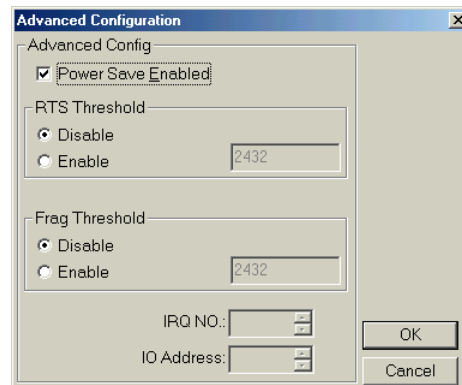 Advanced Configuration
Advanced Config
Power Save Enabled
RTS Threshold
Disable
Enable 2432
Frag Threshold
Disable
Enable 2432
IRQ NO.:
IO Address:
OK
Cancel